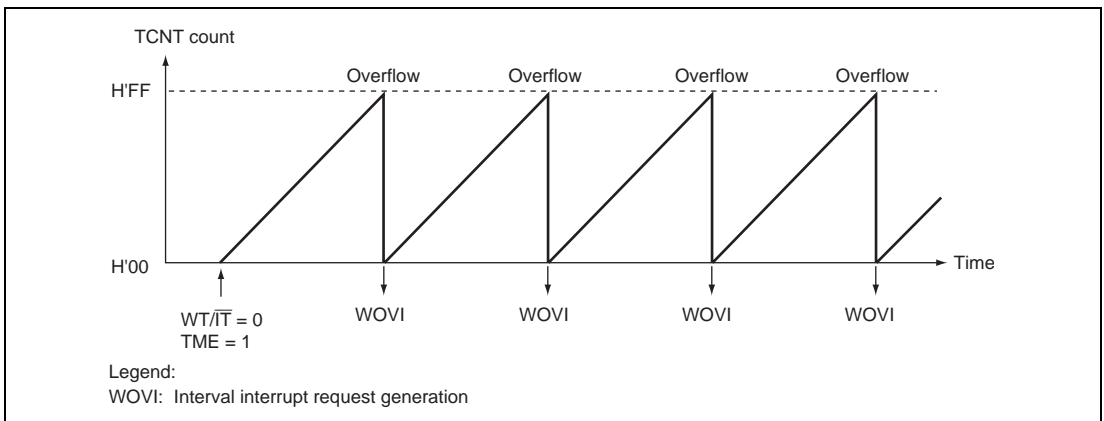 TCNT count
Overflow Overflow Overflow Overflow
H'FF
H'00
Time
WT/I̅T̅ = 0
TME = 1
WOVI WOVI WOVI WOVI
Legend:
WOVI: Interval interrupt request generation